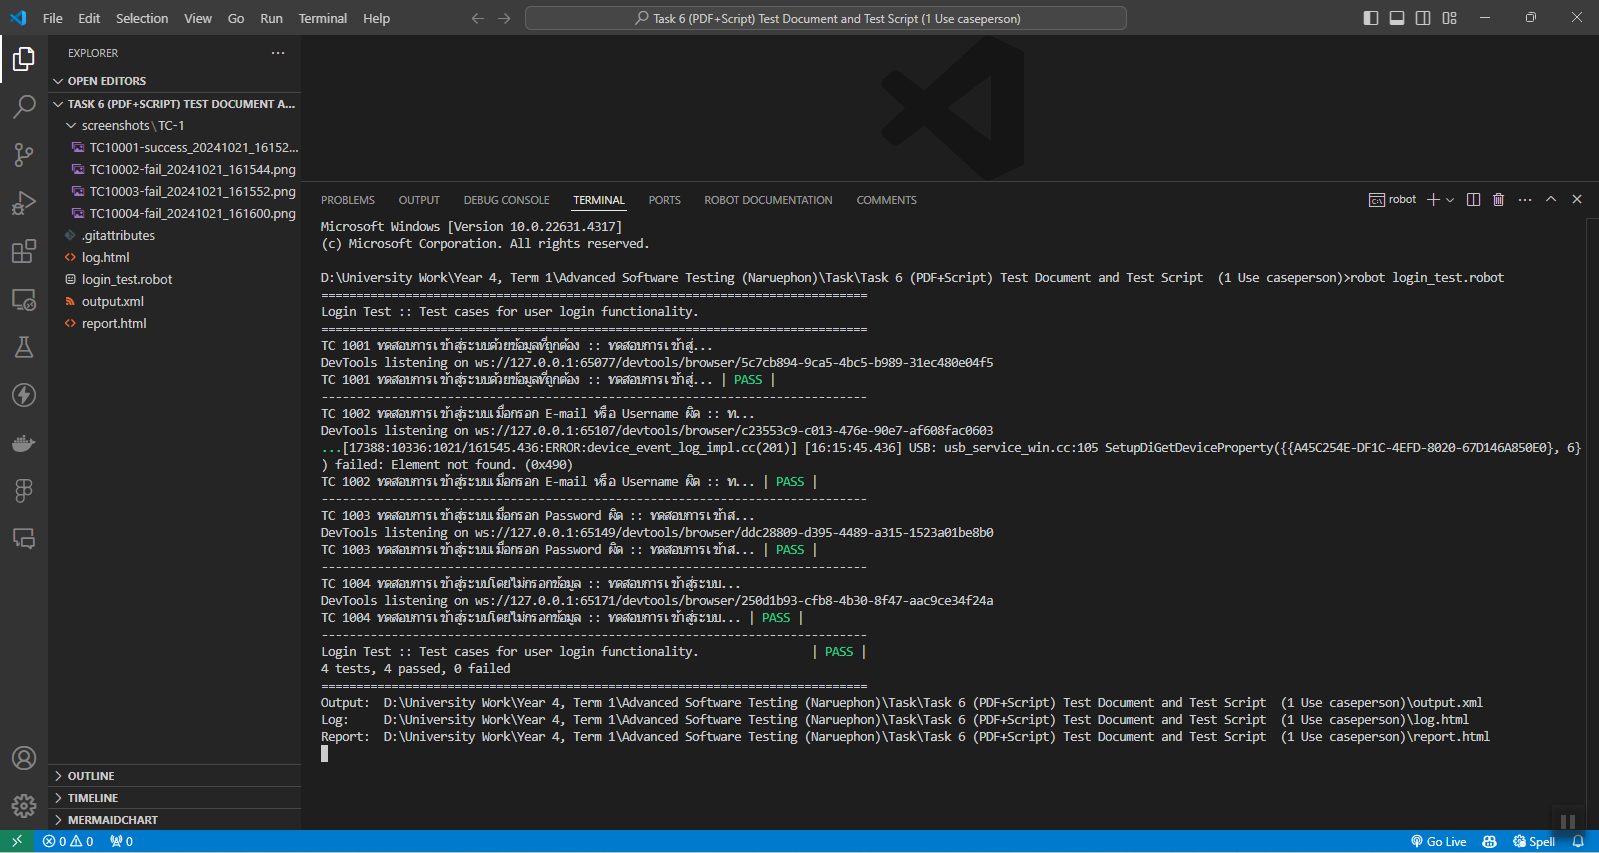 File Edit Selection View Go Run Terminal Help
Task 6 (PDF+Script) Test Document and Test Script (1 Use caseperson)
EXPLORER
OPEN EDITORS
TASK 6 (PDF+SCRIPT) TEST DOCUMENT A...
screenshots\TC-1
TC10001-success_20241021_16152...
TC10002-fail_20241021_161544.png
TC10003-fail_20241021_161552.png
TC10004-fail_20241021_161600.png
.gitattributes
log.html
login_test.robot
output.xml
report.html
OUTLINE
TIMELINE
MERMAIDCHART
PROBLEMS OUTPUT DEBUG CONSOLE TERMINAL PORTS ROBOT DOCUMENTATION COMMENTS
robot
Microsoft Windows [Version 10.0.22631.4317]
(c) Microsoft Corporation. All rights reserved.
D:\University Work\Year 4, Term 1\Advanced Software Testing (Naruephon)\Task\Task 6 (PDF+Script) Test Document and Test Script  (1 Use caseperson)>robot login_test.robot
==============================================================================
Login Test :: Test cases for user login functionality.
==============================================================================
TC 1001 ทดสอบการเข้าสู่ระบบด้วยข้อมูลที่ถูกต้อง :: ทดสอบการเข้าสู่...
DevTools listening on ws://127.0.0.1:65077/devtools/browser/5c7cb894-9ca5-4bc5-b989-31ec480e04f5
TC 1001 ทดสอบการเข้าสู่ระบบด้วยข้อมูลที่ถูกต้อง :: ทดสอบการเข้าสู่... | PASS |
------------------------------------------------------------------------------
TC 1002 ทดสอบการเข้าสู่ระบบเมื่อกรอก E-mail หรือ Username ผิด :: ท...
DevTools listening on ws://127.0.0.1:65107/devtools/browser/c23553c9-c013-476e-90e7-af608fac0603
...[17388:10336:1021/161545.436:ERROR:device_event_log_impl.cc(201)] [16:15:45.436] USB: usb_service_win.cc:105 SetupDiGetDeviceProperty({{A45C254E-DF1C-4EFD-8020-67D146A850E0}, 6}
) failed: Element not found. (0x490)
TC 1002 ทดสอบการเข้าสู่ระบบเมื่อกรอก E-mail หรือ Username ผิด :: ท... | PASS |
------------------------------------------------------------------------------
TC 1003 ทดสอบการเข้าสู่ระบบเมื่อกรอก Password ผิด :: ทดสอบการเข้าส...
DevTools listening on ws://127.0.0.1:65149/devtools/browser/ddc28809-d395-4489-a315-1523a01be8b0
TC 1003 ทดสอบการเข้าสู่ระบบเมื่อกรอก Password ผิด :: ทดสอบการเข้าส... | PASS |
------------------------------------------------------------------------------
TC 1004 ทดสอบการเข้าสู่ระบบโดยไม่กรอกข้อมูล :: ทดสอบการเข้าสู่ระบบ...
DevTools listening on ws://127.0.0.1:65171/devtools/browser/250d1b93-cfb8-4b30-8f47-aac9ce34f24a
TC 1004 ทดสอบการเข้าสู่ระบบโดยไม่กรอกข้อมูล :: ทดสอบการเข้าสู่ระบบ... | PASS |
------------------------------------------------------------------------------
Login Test :: Test cases for user login functionality. | PASS |
4 tests, 4 passed, 0 failed
==============================================================================
Output:  D:\University Work\Year 4, Term 1\Advanced Software Testing (Naruephon)\Task\Task 6 (PDF+Script) Test Document and Test Script  (1 Use caseperson)\output.xml
Log:     D:\University Work\Year 4, Term 1\Advanced Software Testing (Naruephon)\Task\Task 6 (PDF+Script) Test Document and Test Script  (1 Use caseperson)\log.html
Report:  D:\University Work\Year 4, Term 1\Advanced Software Testing (Naruephon)\Task\Task 6 (PDF+Script) Test Document and Test Script  (1 Use caseperson)\report.html
0 0 0 Go Live Spell